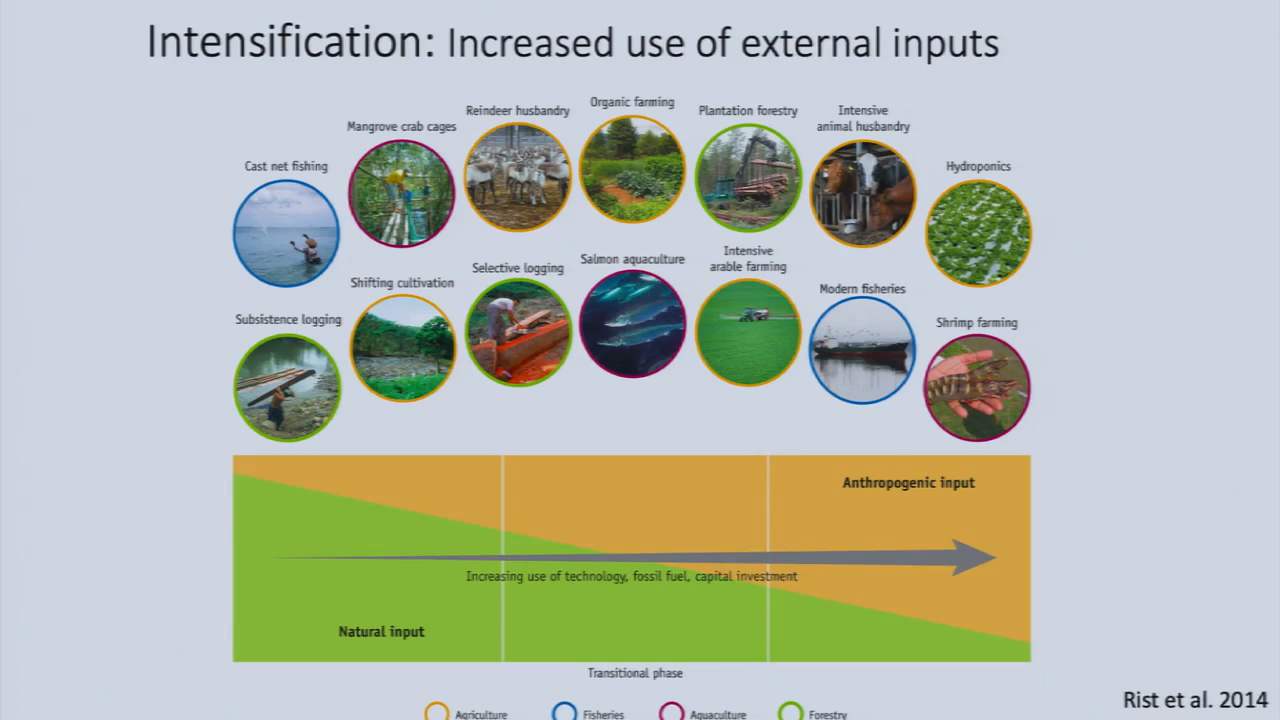 Intensification: Increased use of external inputs
Organic farming
Reindeer husbandry
Plantation forestry
Intensive
animal husbandry
Mangrove crab cages
Cast net fishing
Hydroponics
Intensive
arable farming
Salmon aquaculture
Selective logging
Shifting cultivation
Modern fisheries
Subsistence logging
Shrimp farming
Anthropogenic input
Increasing use of technology, fossil fuel, capital investment
Natural input
Transitional phase
Rist et al. 2014
Agriculture
Fisheries
Aquaculture
Forestry